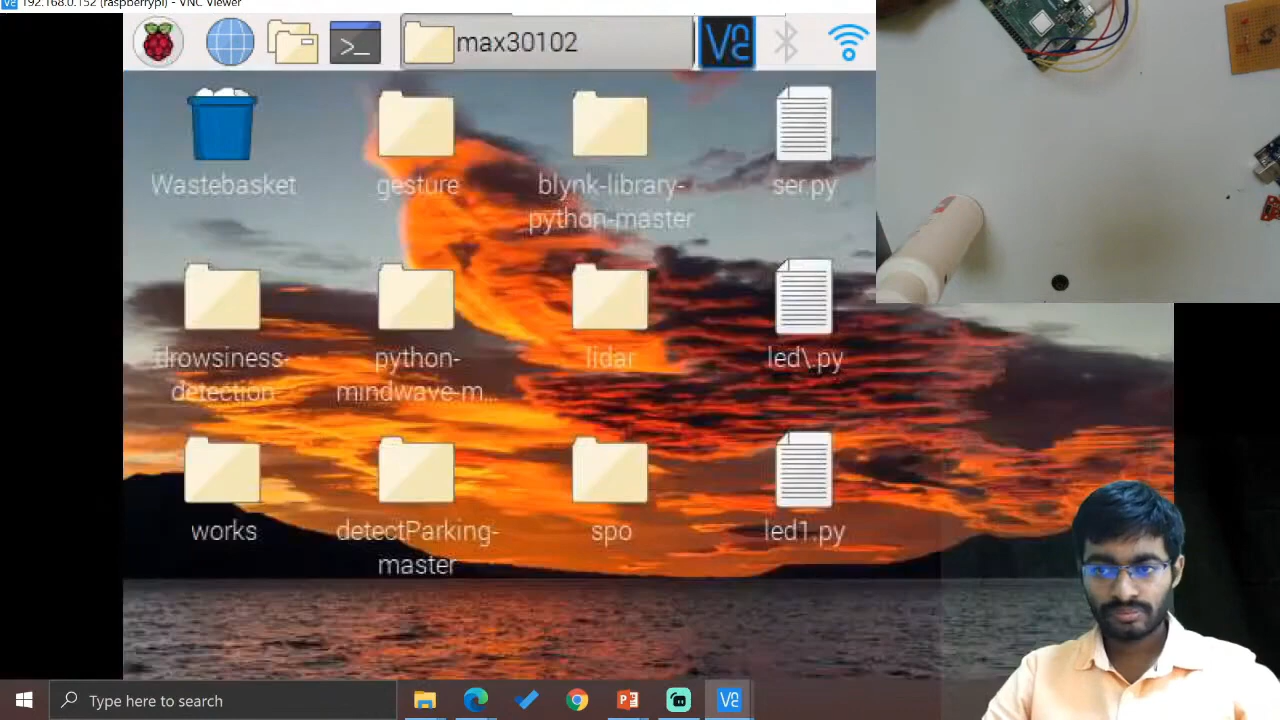 192.168.0.152 (raspberrypi) - VNC Viewer
max30102
Wastebasket
gesture
blynk-library-
python-master
ser.py
drowsiness-
detection
python-
mindwave-m...
lidar
led\.py
works
detectParking-
master
spo
led1.py
Type here to search